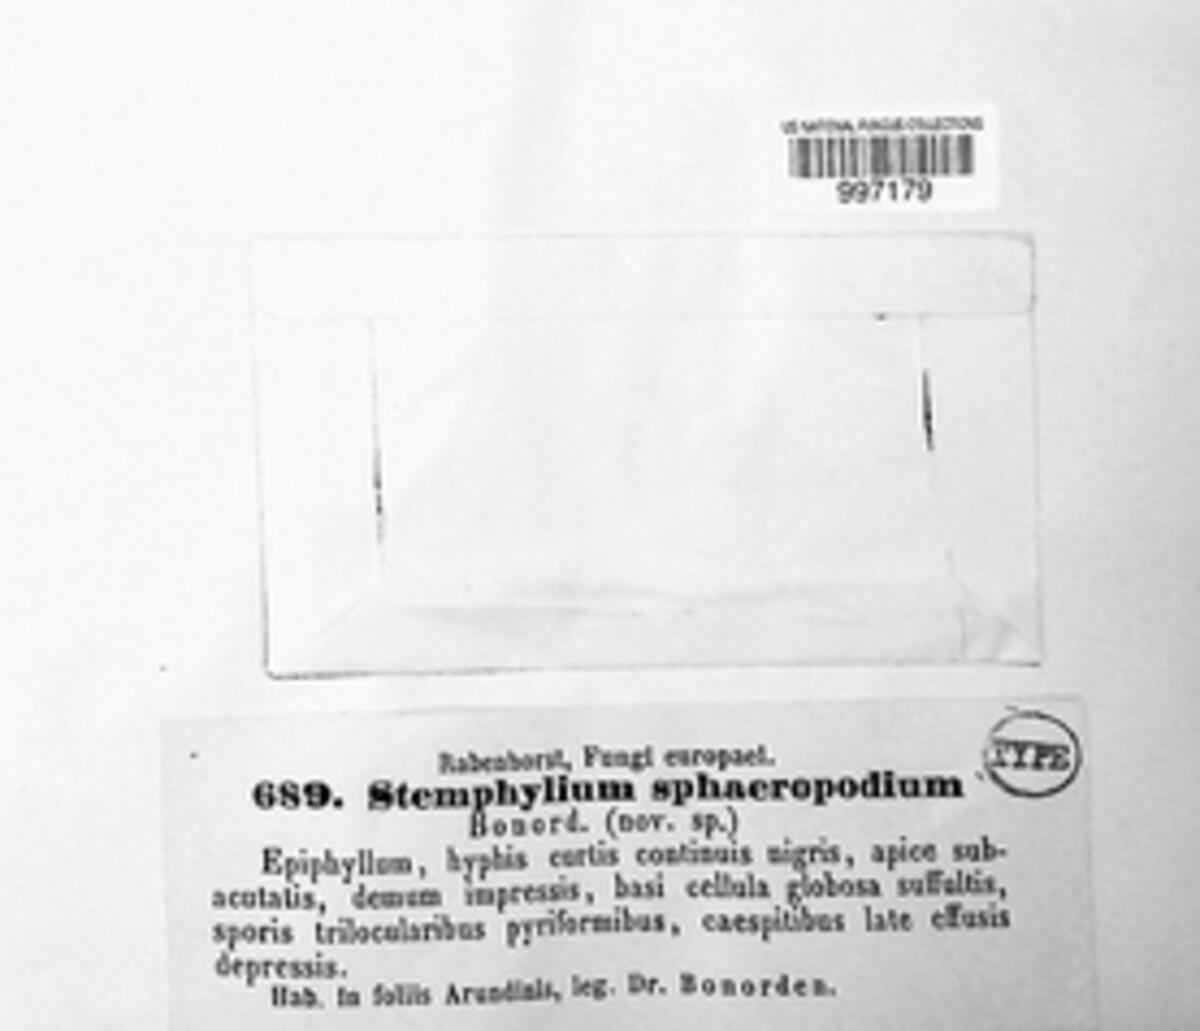 US NATIONAL FUNGUS COLLECTIONS
997179
TYPE
Rabenhorst, Fungi europaei.
689. Stemphylium sphaeropodium
Bonord. (nov. sp.)
Epiphyllum, hyphis curtis continuis nigris, apice sub-
acutatis, demum impressis, basi cellula globosa suffultis,
sporis trilocularibus pyriformibus, caespitibus late effusis
depressis.
Hab. in foliis Arundinis, leg. Dr. Bonorden.